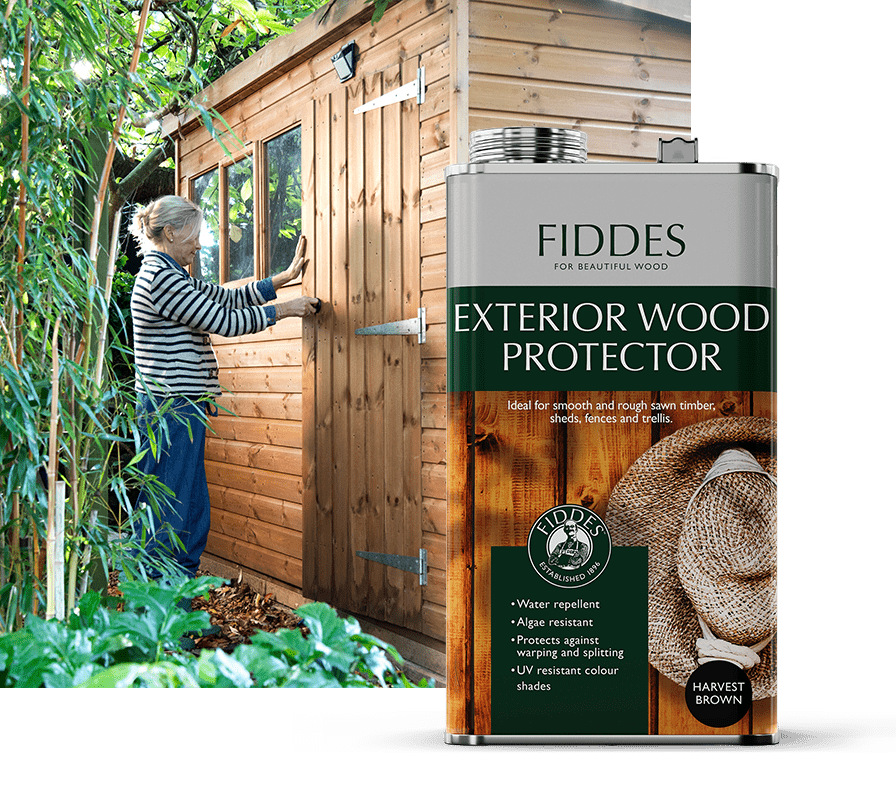 FIDDES
FOR BEAUTIFUL WOOD
EXTERIOR WOOD
PROTECTOR
Ideal for smooth and rough sawn timber,
sheds, fences and trellis.
FIDDES
ESTABLISHED 1896
• Water repellent
• Algae resistant
• Protects against
warping and splitting
• UV resistant colour
shades
HARVEST
BROWN